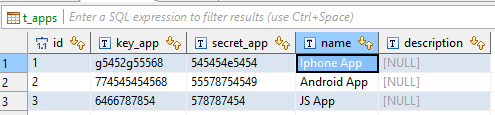 t_apps Enter a SQL expression to filter results (use Ctrl+Space)
123 id key_app secret_app name description
1 1 g5452g55568 545454e5454 Iphone App [NULL]
2 2 774545454568 55578754549 Android App [NULL]
3 3 6466787854 578787454 JS App [NULL]